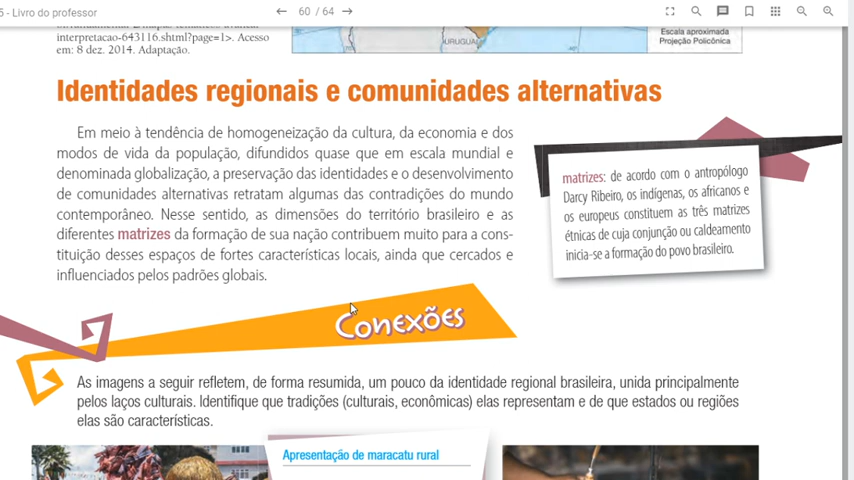 5 - Livro do professor
60 / 64
interpretacao-643116.shtml?page=1>. Acesso
em: 8 dez. 2014. Adaptação.
URUGUAI
Escala aproximada
Projeção Policônica
Identidades regionais e comunidades alternativas
Em meio à tendência de homogeneização da cultura, da economia e dos
modos de vida da população, difundidos quase que em escala mundial e
denominada globalização, a preservação das identidades e o desenvolvimento
de comunidades alternativas retratam algumas das contradições do mundo
contemporâneo. Nesse sentido, as dimensões do território brasileiro e as
diferentes matrizes da formação de sua nação contribuem muito para a cons-
tituição desses espaços de fortes características locais, ainda que cercados e
influenciados pelos padrões globais.
matrizes: de acordo com o antropólogo
Darcy Ribeiro, os indígenas, os africanos e
os europeus constituem as três matrizes
étnicas de cuja conjunção ou caldeamento
inicia-se a formação do povo brasileiro.
Conexões
As imagens a seguir refletem, de forma resumida, um pouco da identidade regional brasileira, unida principalmente
pelos laços culturais. Identifique que tradições (culturais, econômicas) elas representam e de que estados ou regiões
elas são características.
Apresentação de maracatu rural